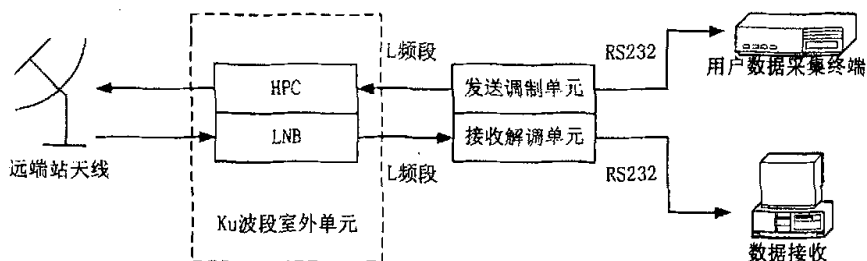 L频段
RS232
用户数据采集终端
HPC
发送调制单元
LNB
接收解调单元
远端站天线
L频段
RS232
Ku波段室外单元
数据接收